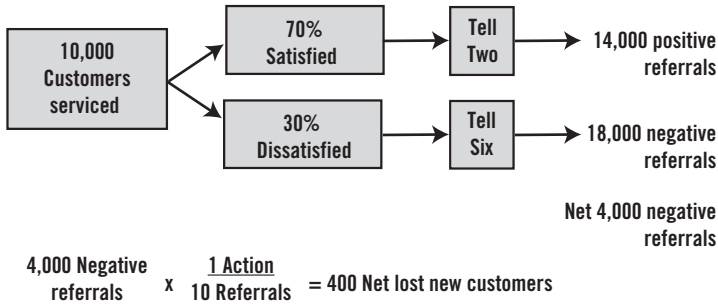 10,000
Customers
serviced
70%
Satisfied
Tell
Two
14,000 positive
referrals
30%
Dissatisfied
Tell
Six
18,000 negative
referrals
Net 4,000 negative
referrals
4,000 Negative
referrals
x
1 Action
10 Referrals
= 400 Net lost new customers